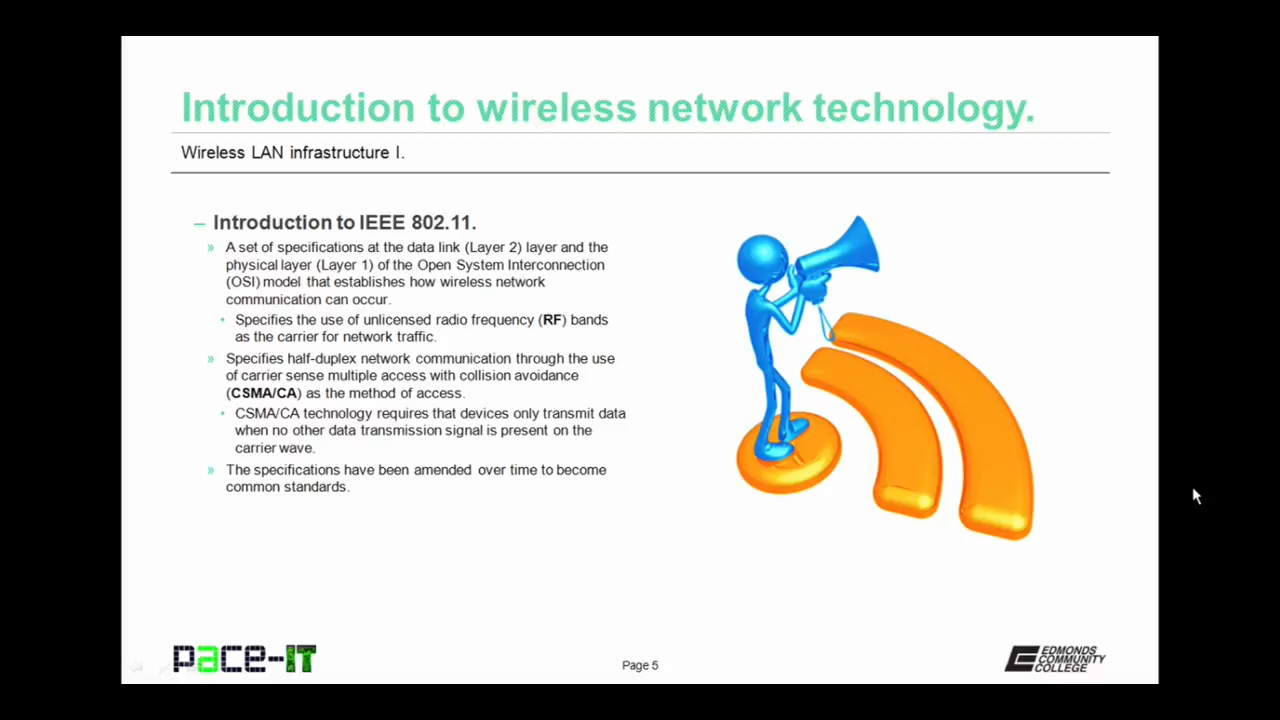 Introduction to wireless network technology.
Wireless LAN infrastructure I.
– Introduction to IEEE 802.11.
» A set of specifications at the data link (Layer 2) layer and the
physical layer (Layer 1) of the Open System Interconnection
(OSI) model that establishes how wireless network
communication can occur.
• Specifies the use of unlicensed radio frequency (RF) bands
as the carrier for network traffic.
» Specifies half-duplex network communication through the use
of carrier sense multiple access with collision avoidance
(CSMA/CA) as the method of access.
• CSMA/CA technology requires that devices only transmit data
when no other data transmission signal is present on the
carrier wave.
» The specifications have been amended over time to become
common standards.
pace-IT
Page 5
EDMONDS
COMMUNITY
COLLEGE